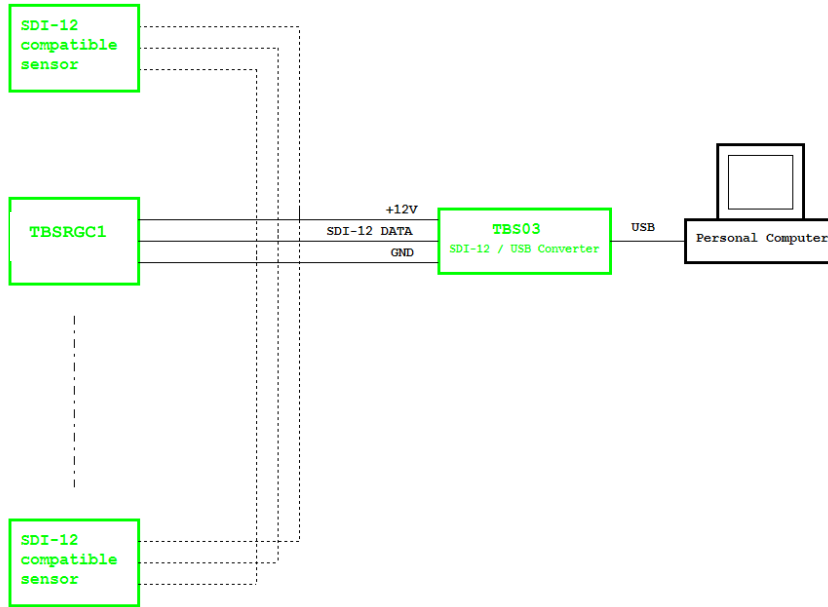 SDI-12
compatible
sensor
TBSRGC1
+12V
SDI-12 DATA
GND
TBS03
SDI-12 / USB Converter
USB
Personal Computer
SDI-12
compatible
sensor